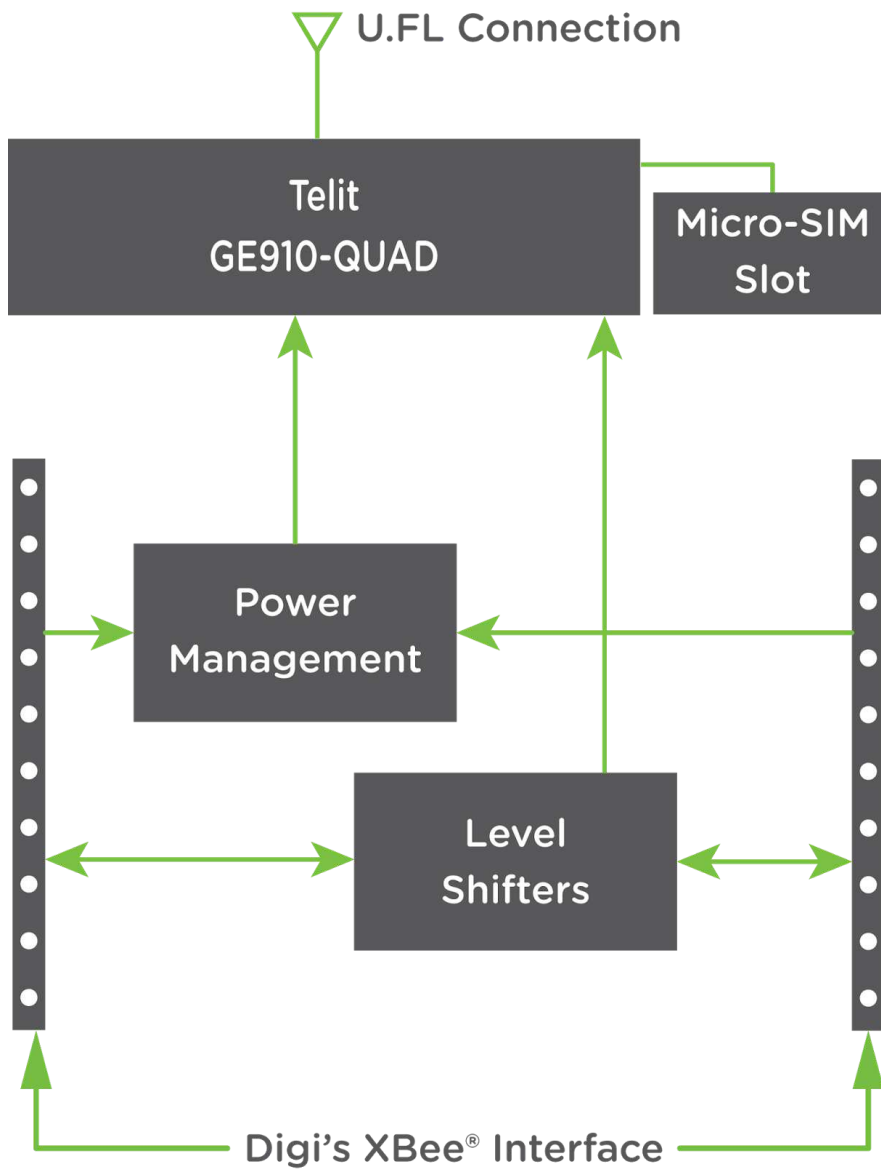 U.FL Connection
Telit
GE910-QUAD
Micro-SIM
Slot
Power
Management
Level
Shifters
Digi's XBee® Interface